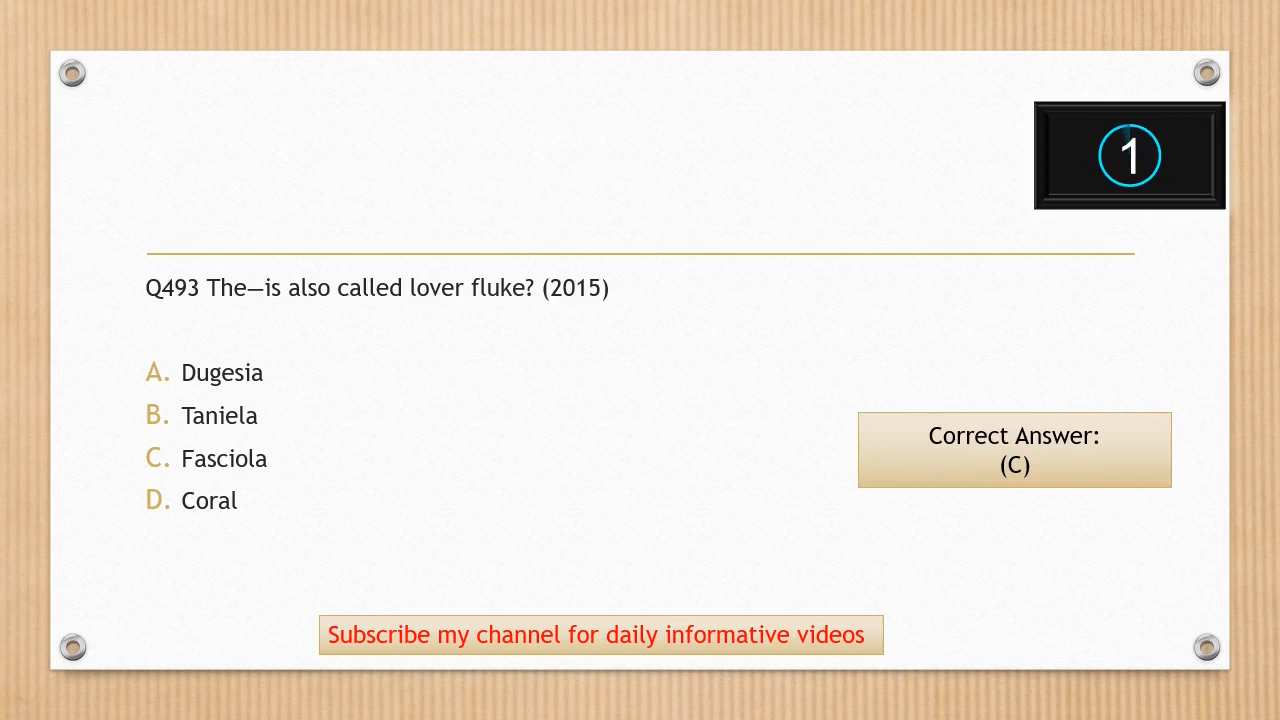 1
Q493 The—is also called lover fluke? (2015)
A. Dugesia
B. Taniela
C. Fasciola
D. Coral
Correct Answer:
(C)
Subscribe my channel for daily informative videos